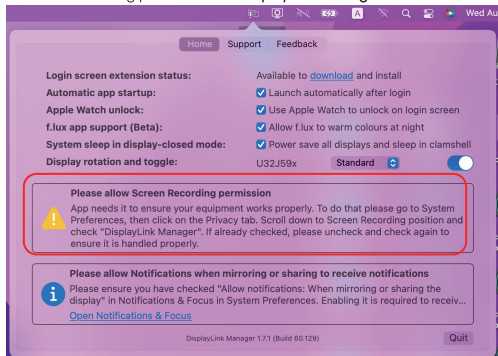 A
Wed Au
Home Support Feedback
Login screen extension status: Available to download and install
Automatic app startup: Launch automatically after login
Apple Watch unlock: Use Apple Watch to unlock on login screen
f.lux app support (Beta): Allow f.lux to warm colours at night
System sleep in display-closed mode: Power save all displays and sleep in clamshell
Display rotation and toggle: U32J59x Standard
Please allow Screen Recording permission
App needs it to ensure your equipment works properly. To do that please go to System
Preferences, then click on the Privacy tab. Scroll down to Screen Recording position and
check "DisplayLink Manager". If already checked, please uncheck and check again to
ensure it is handled properly.
Please allow Notifications when mirroring or sharing to receive notifications
Please ensure you have checked "Allow notifications: When mirroring or sharing the
display" in Notifications & Focus in System Preferences. Enabling it is required to receiv...
Open Notifications & Focus
DisplayLink Manager 1.7.1 (Build 60.129)
Quit